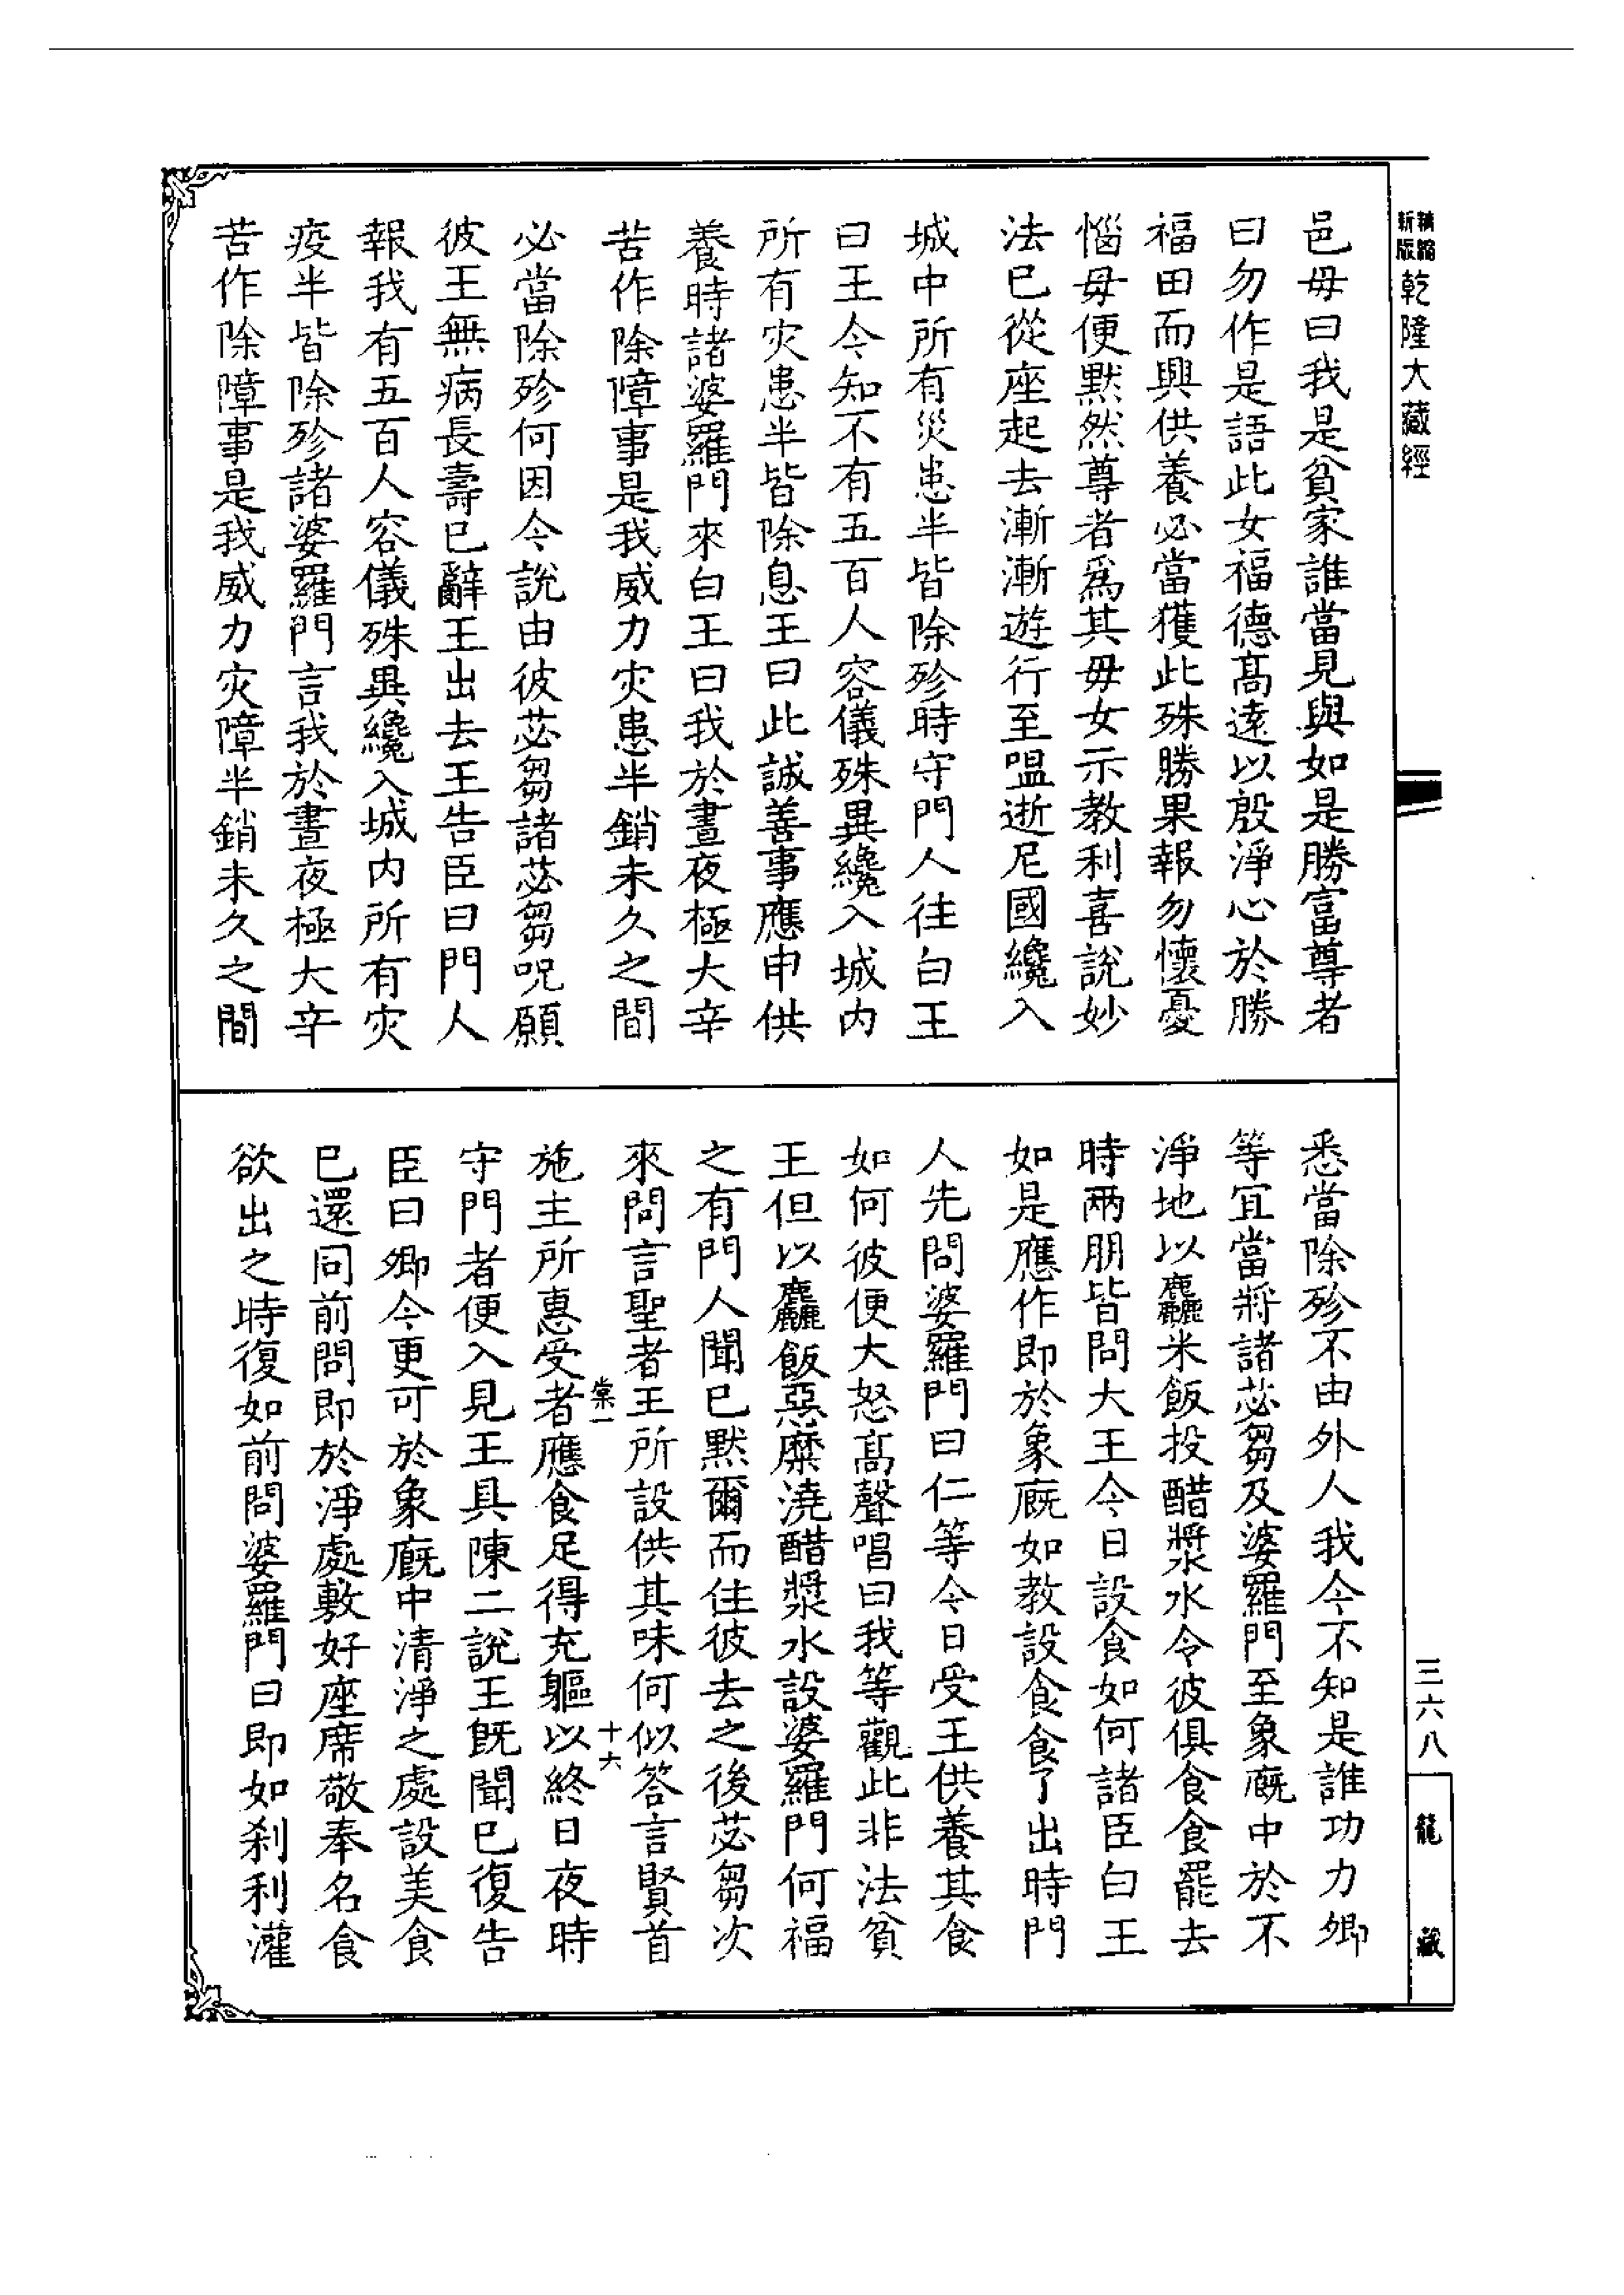 精縮新版 乾隆大藏經
邑毋曰我是貧家誰當見與如是勝富尊者
曰勿作是語此女福德髙遠以殷淨心於勝
福田而興供養必當獲此殊勝果報勿懷憂
惱毋便默然尊者爲其毋女示教利喜説妙
法巳從座起去漸漸遊行至嗢逝尼國纔入
城中所有災患半皆除殄時守門人往白王
曰王今知不有五百人容儀殊異纔入城内
所有灾患半皆除息王曰此誠善事應申供
養時諸婆羅門來白王曰我於晝夜極大辛
苦作除障事是我威力灾患半銷未久之間
必當除殄何因今説由彼苾芻諸苾芻呪願
彼王無病長壽巳辭王出去王告臣曰門人
報我有五百人容儀殊異纔入城内所有灾
疫半皆除殄諸婆羅門言我於晝夜極大辛
苦作除障事是我威力灾障半銷未久之間
悉當除殄不由外人我今不知是誰功力卿
等宜當將諸苾芻及婆羅門至象廐中於不
淨地以麤米飯投醋漿水令彼俱食食罷去
時兩朋皆問大王今日設食如何諸臣白王
如是應作即於象廐如教設食食了出時門
人先問婆羅門曰仁等今日受王供養其食
如何彼便大怒髙聲唱曰我等觀此非法貧
王但以麤飯惡糜澆醋漿水設婆羅門何福
之有門人聞巳默爾而住彼去之後苾芻次
來問言聖者王所設供其味何似答言賢首
棠一 十六
施主所惠受者應食足得充軀以終日夜時
守門者便入見王具陳二説王旣聞巳復告
臣曰卿今更可於象廐中清淨之處設美食
巳還同前問即於淨處敷好座席敬奉名食
欲出之時復如前問婆羅門曰即如刹利灌
三六八
龍藏